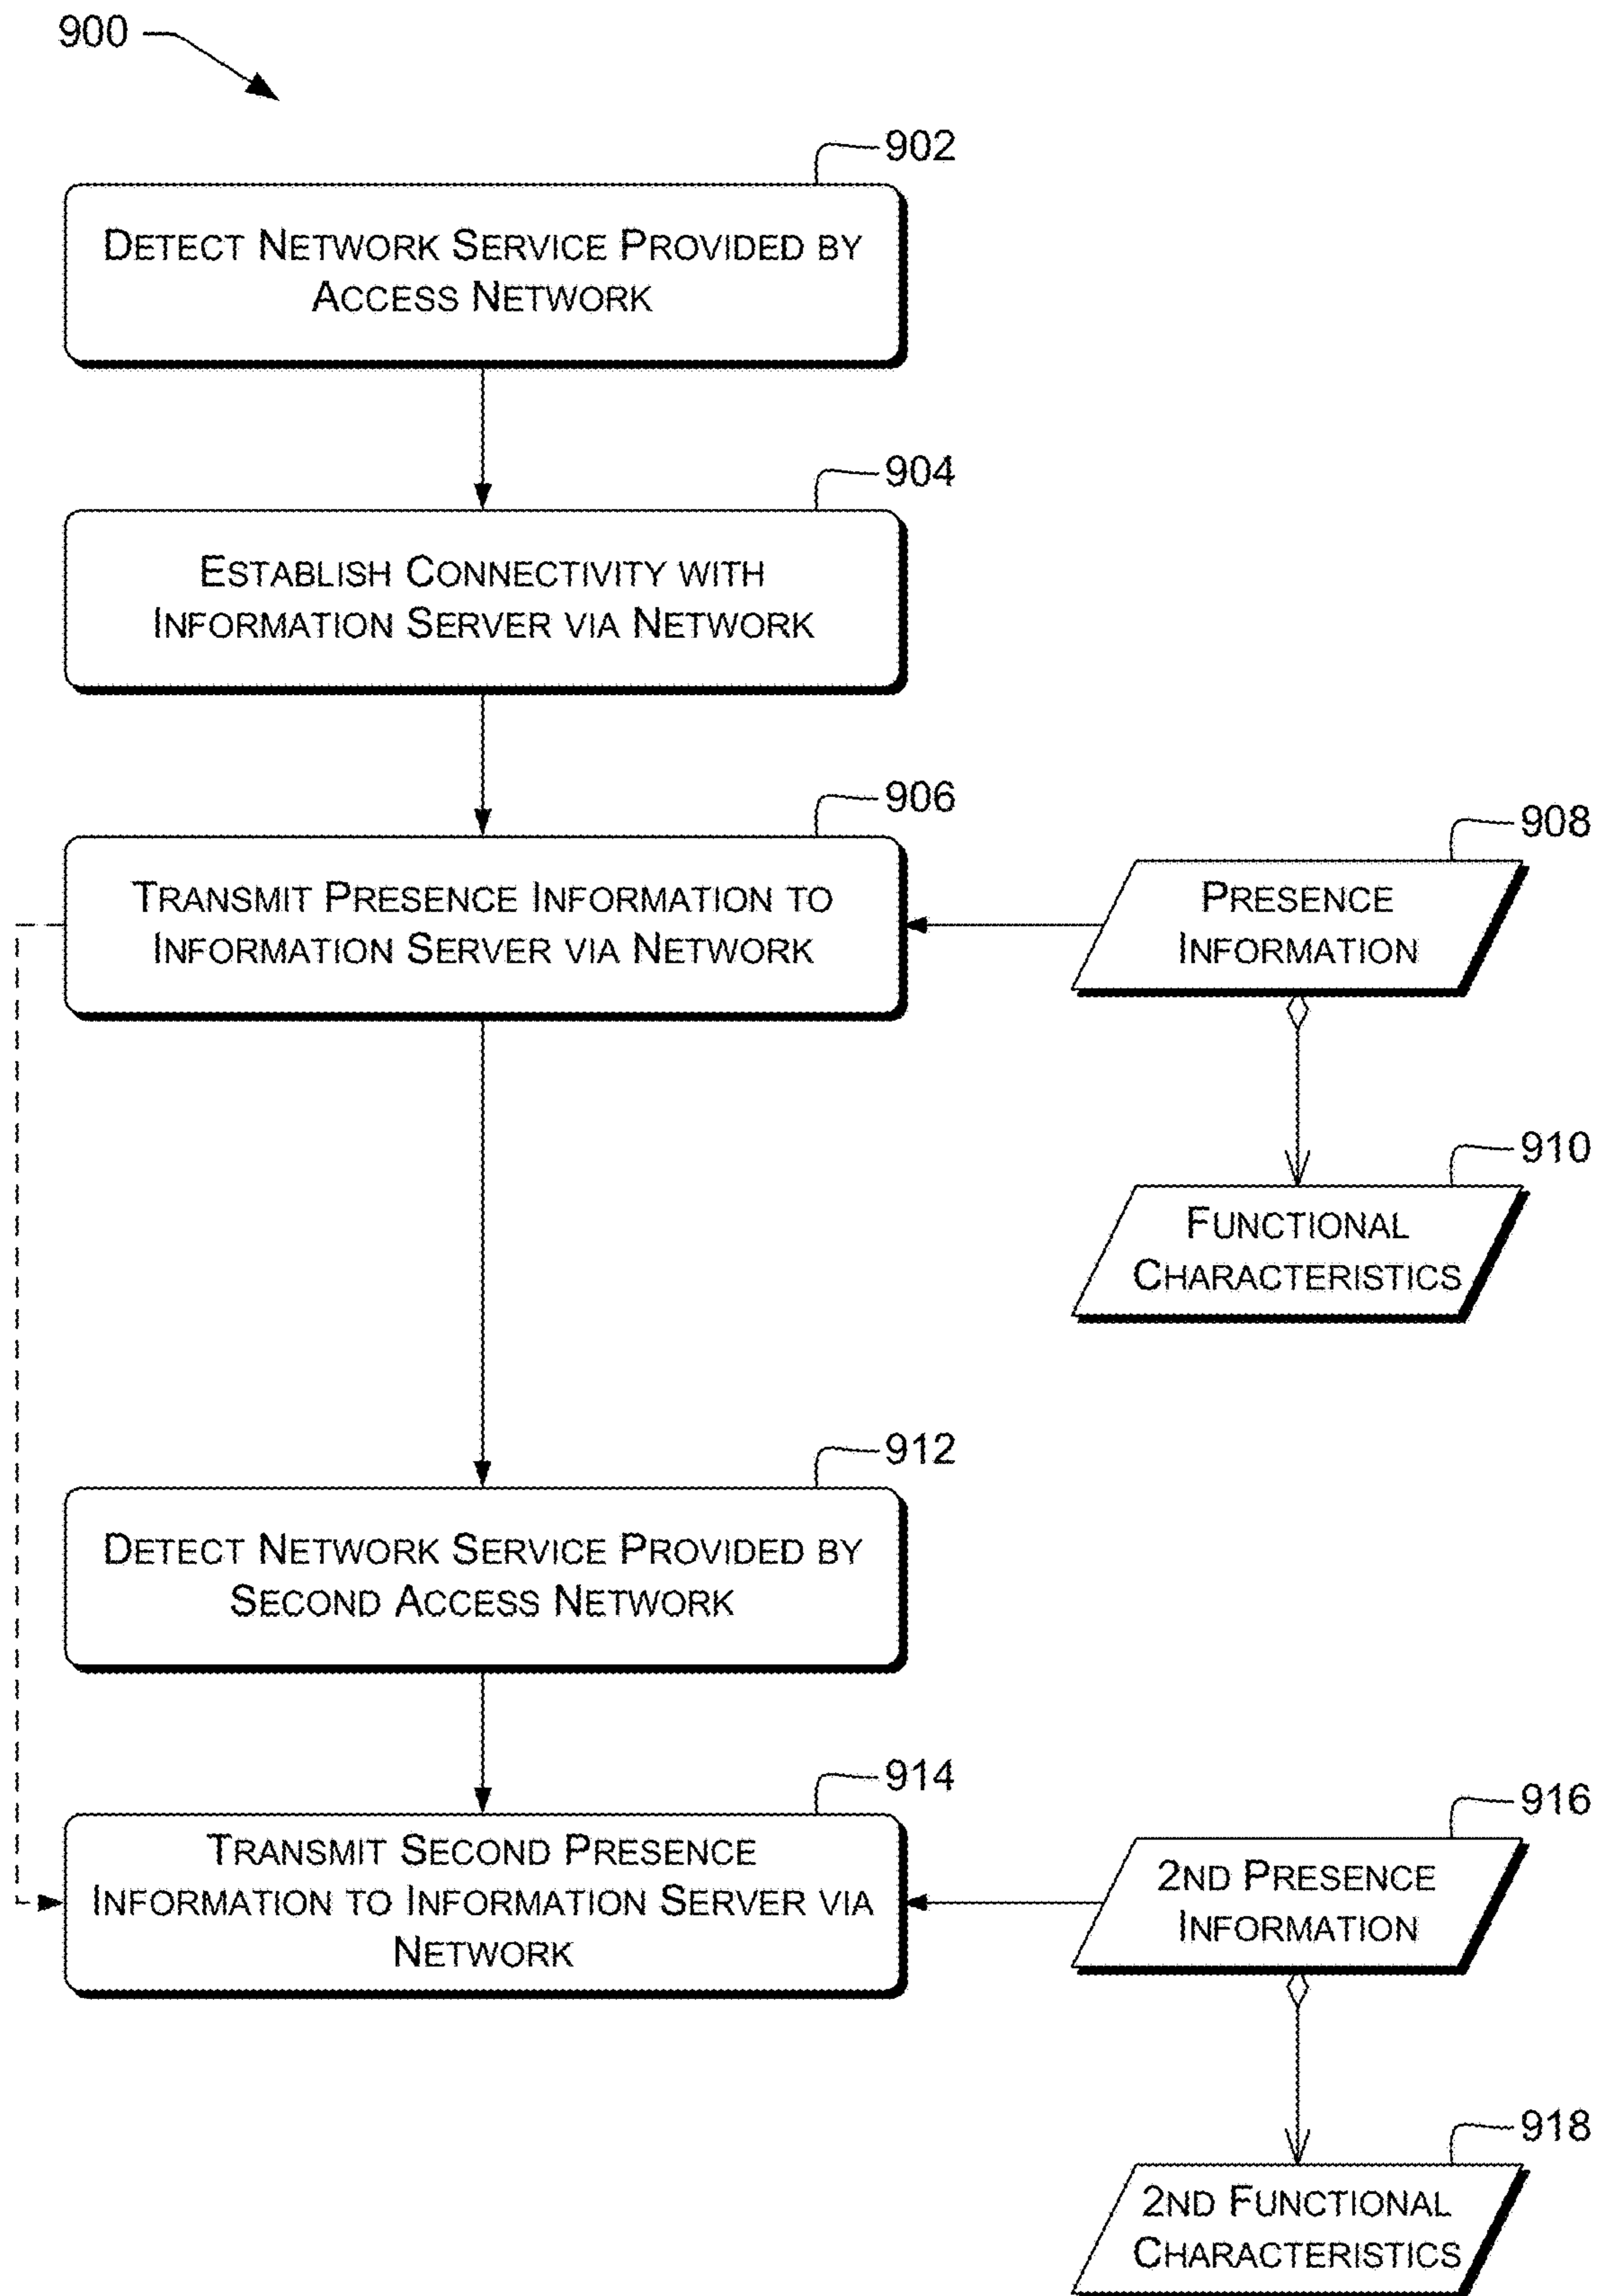 900
902
DETECT NETWORK SERVICE PROVIDED BY
ACCESS NETWORK
904
ESTABLISH CONNECTIVITY WITH
INFORMATION SERVER VIA NETWORK
906
TRANSMIT PRESENCE INFORMATION TO
INFORMATION SERVER VIA NETWORK
908
PRESENCE
INFORMATION
910
FUNCTIONAL
CHARACTERISTICS
912
DETECT NETWORK SERVICE PROVIDED BY
SECOND ACCESS NETWORK
914
TRANSMIT SECOND PRESENCE
INFORMATION TO INFORMATION SERVER VIA
NETWORK
916
2ND PRESENCE
INFORMATION
918
2ND FUNCTIONAL
CHARACTERISTICS